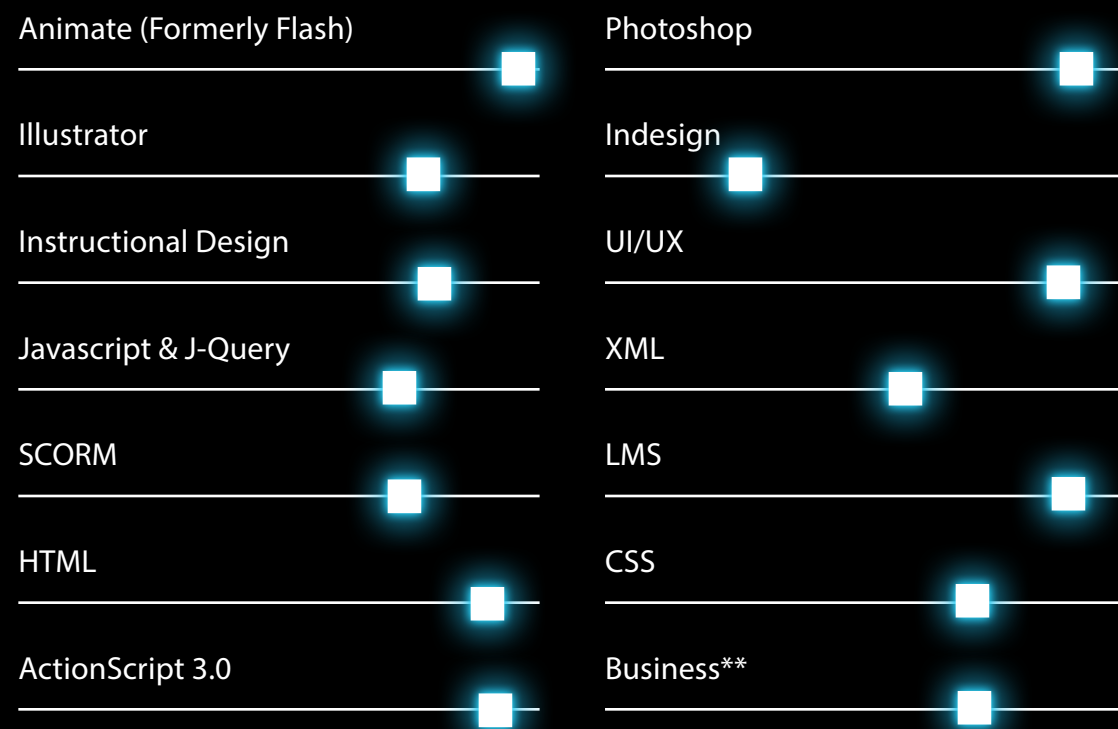 Animate (Formerly Flash)
Photoshop
Illustrator
Indesign
Instructional Design
UI/UX
Javascript & J-Query
XML
SCORM
LMS
HTML
CSS
ActionScript 3.0
Business**